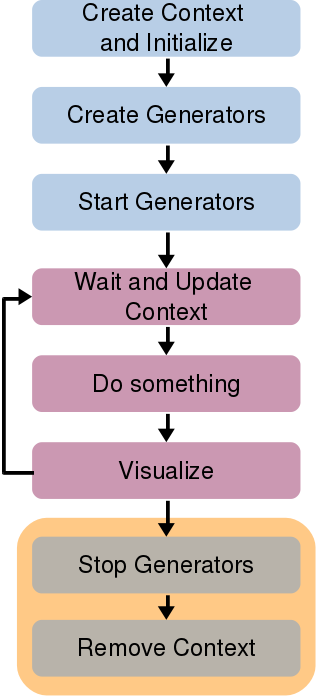 Create Context
and Initialize
Create Generators
Start Generators
Wait and Update
Context
Do something
Visualize
Stop Generators
Remove Context